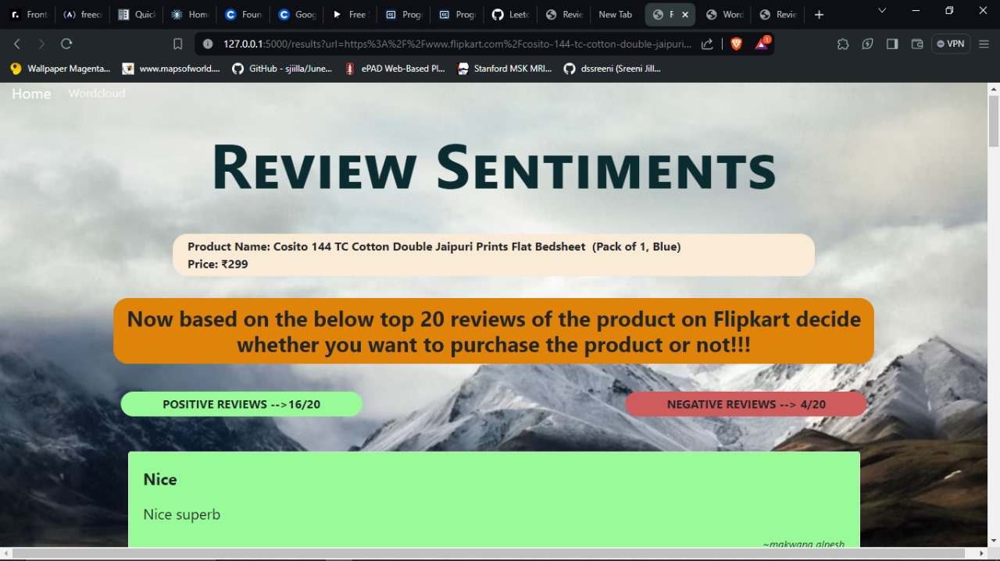 Front
freec
Quick
Home
Foun
Goog
Free
Prog
Prog
Leetc
Revie
New Tab
F
Word
Revie
127.0.0.1:5000/results?url=https%3A%2F%2Fwww.flipkart.com%2Fcosito-144-tc-cotton-double-jaipuri...
1
VPN
Wallpaper Magenta...
www.mapsofworld....
GitHub - sjiilla/June...
ePAD Web-Based Pl...
Stanford MSK MRI...
dssreeni (Sreeni Jill...
Home Wordcloud
Review Sentiments
Product Name: Cosito 144 TC Cotton Double Jaipuri Prints Flat Bedsheet (Pack of 1, Blue)
Price: ₹299
Now based on the below top 20 reviews of the product on Flipkart decide
whether you want to purchase the product or not!!!
POSITIVE REVIEWS -->16/20
NEGATIVE REVIEWS --> 4/20
Nice
Nice superb
~makwana alpesh